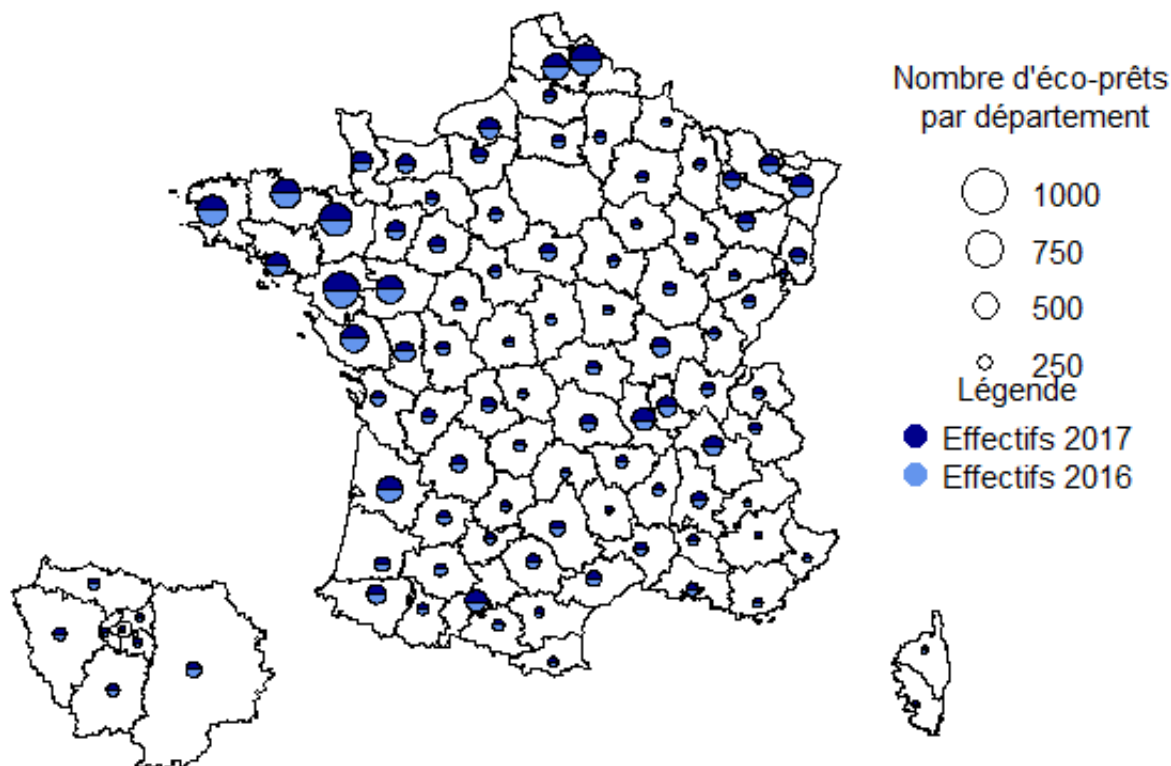 Nombre d'éco-prêts
par département
1000
750
500
250
Légende
Effectifs 2017
Effectifs 2016